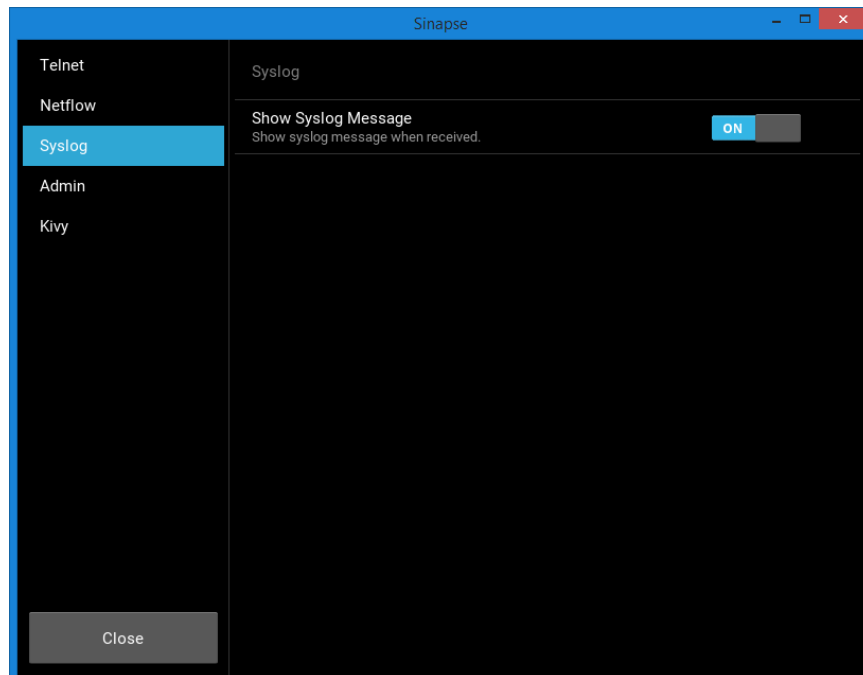 Sinapse
Telnet
Netflow
Syslog
Admin
Kivy
Close
Syslog
Show Syslog Message
Show syslog message when received.
ON